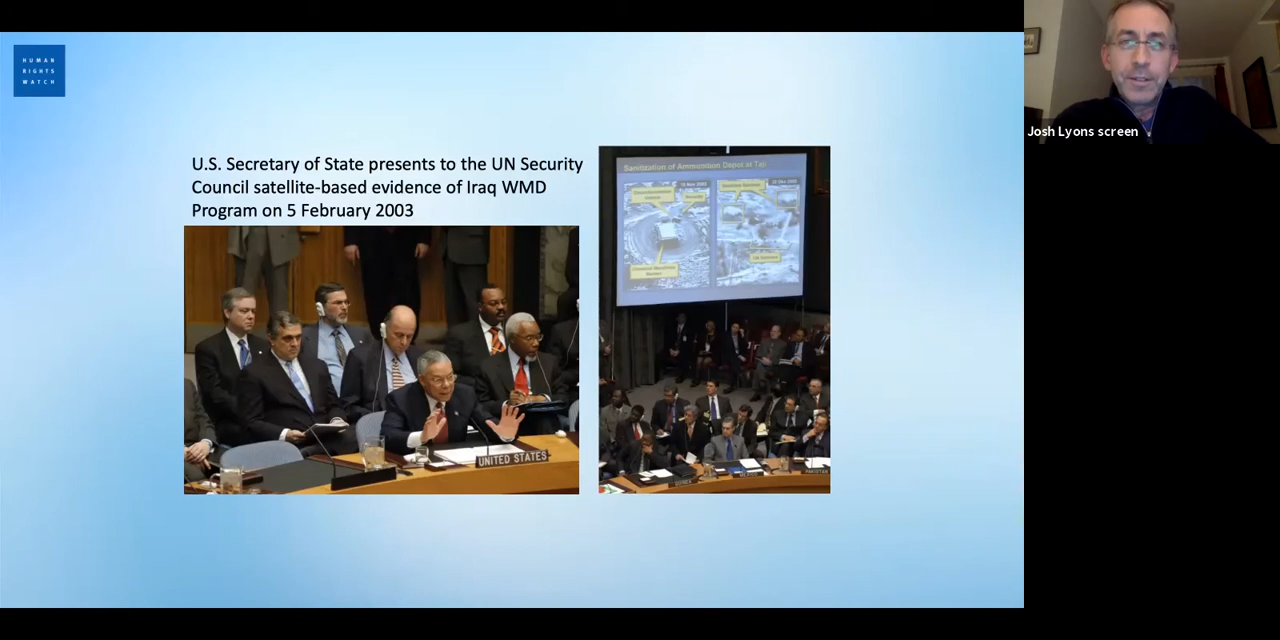 HUMAN
RIGHTS
WATCH
U.S. Secretary of State presents to the UN Security
Council satellite-based evidence of Iraq WMD
Program on 5 February 2003
Sanitization of Ammunition Depot at Taji
UNITED STATES
PAKISTAN
Josh Lyons screen